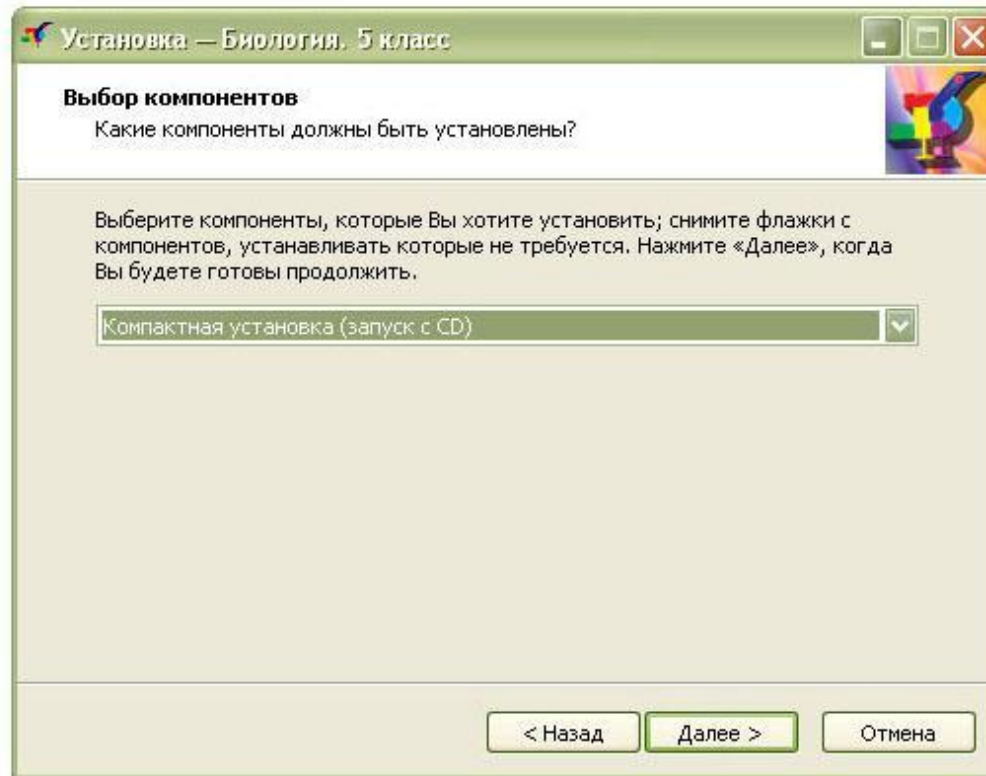 Установка — Биология. 5 класс
Выбор компонентов
Какие компоненты должны быть установлены?
Выберите компоненты, которые Вы хотите установить; снимите флажки с
компонентов, устанавливать которые не требуется. Нажмите «Далее», когда
Вы будете готовы продолжить.
Компактная установка (запуск с CD)
< Назад
Далее >
Отмена